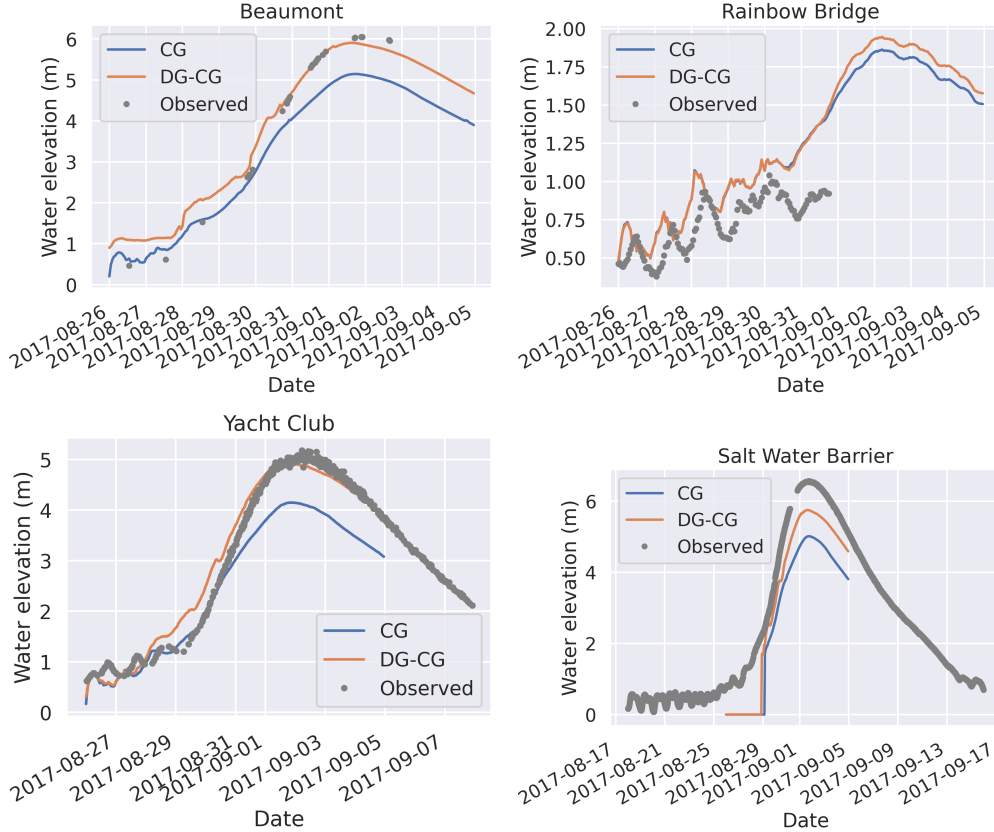 Beaumont
Water elevation (m)
6
5
4
3
2
1
0
CG
DG-CG
Observed
2017-08-26
2017-08-27
2017-08-28
2017-08-29
2017-08-30
2017-08-31
2017-09-01
2017-09-02
2017-09-03
2017-09-04
2017-09-05
Date
Rainbow Bridge
Water elevation (m)
2.00
1.75
1.50
1.25
1.00
0.75
0.50
CG
DG-CG
Observed
2017-08-26
2017-08-27
2017-08-28
2017-08-29
2017-08-30
2017-08-31
2017-09-01
2017-09-02
2017-09-03
2017-09-04
2017-09-05
Date
Yacht Club
Water elevation (m)
5
4
3
2
1
0
CG
DG-CG
Observed
2017-08-27
2017-08-29
2017-08-31
2017-09-01
2017-09-03
2017-09-05
2017-09-07
Date
Salt Water Barrier
Water elevation (m)
6
4
2
0
CG
DG-CG
Observed
2017-08-17
2017-08-21
2017-08-25
2017-08-29
2017-09-01
2017-09-05
2017-09-09
2017-09-13
2017-09-17
Date